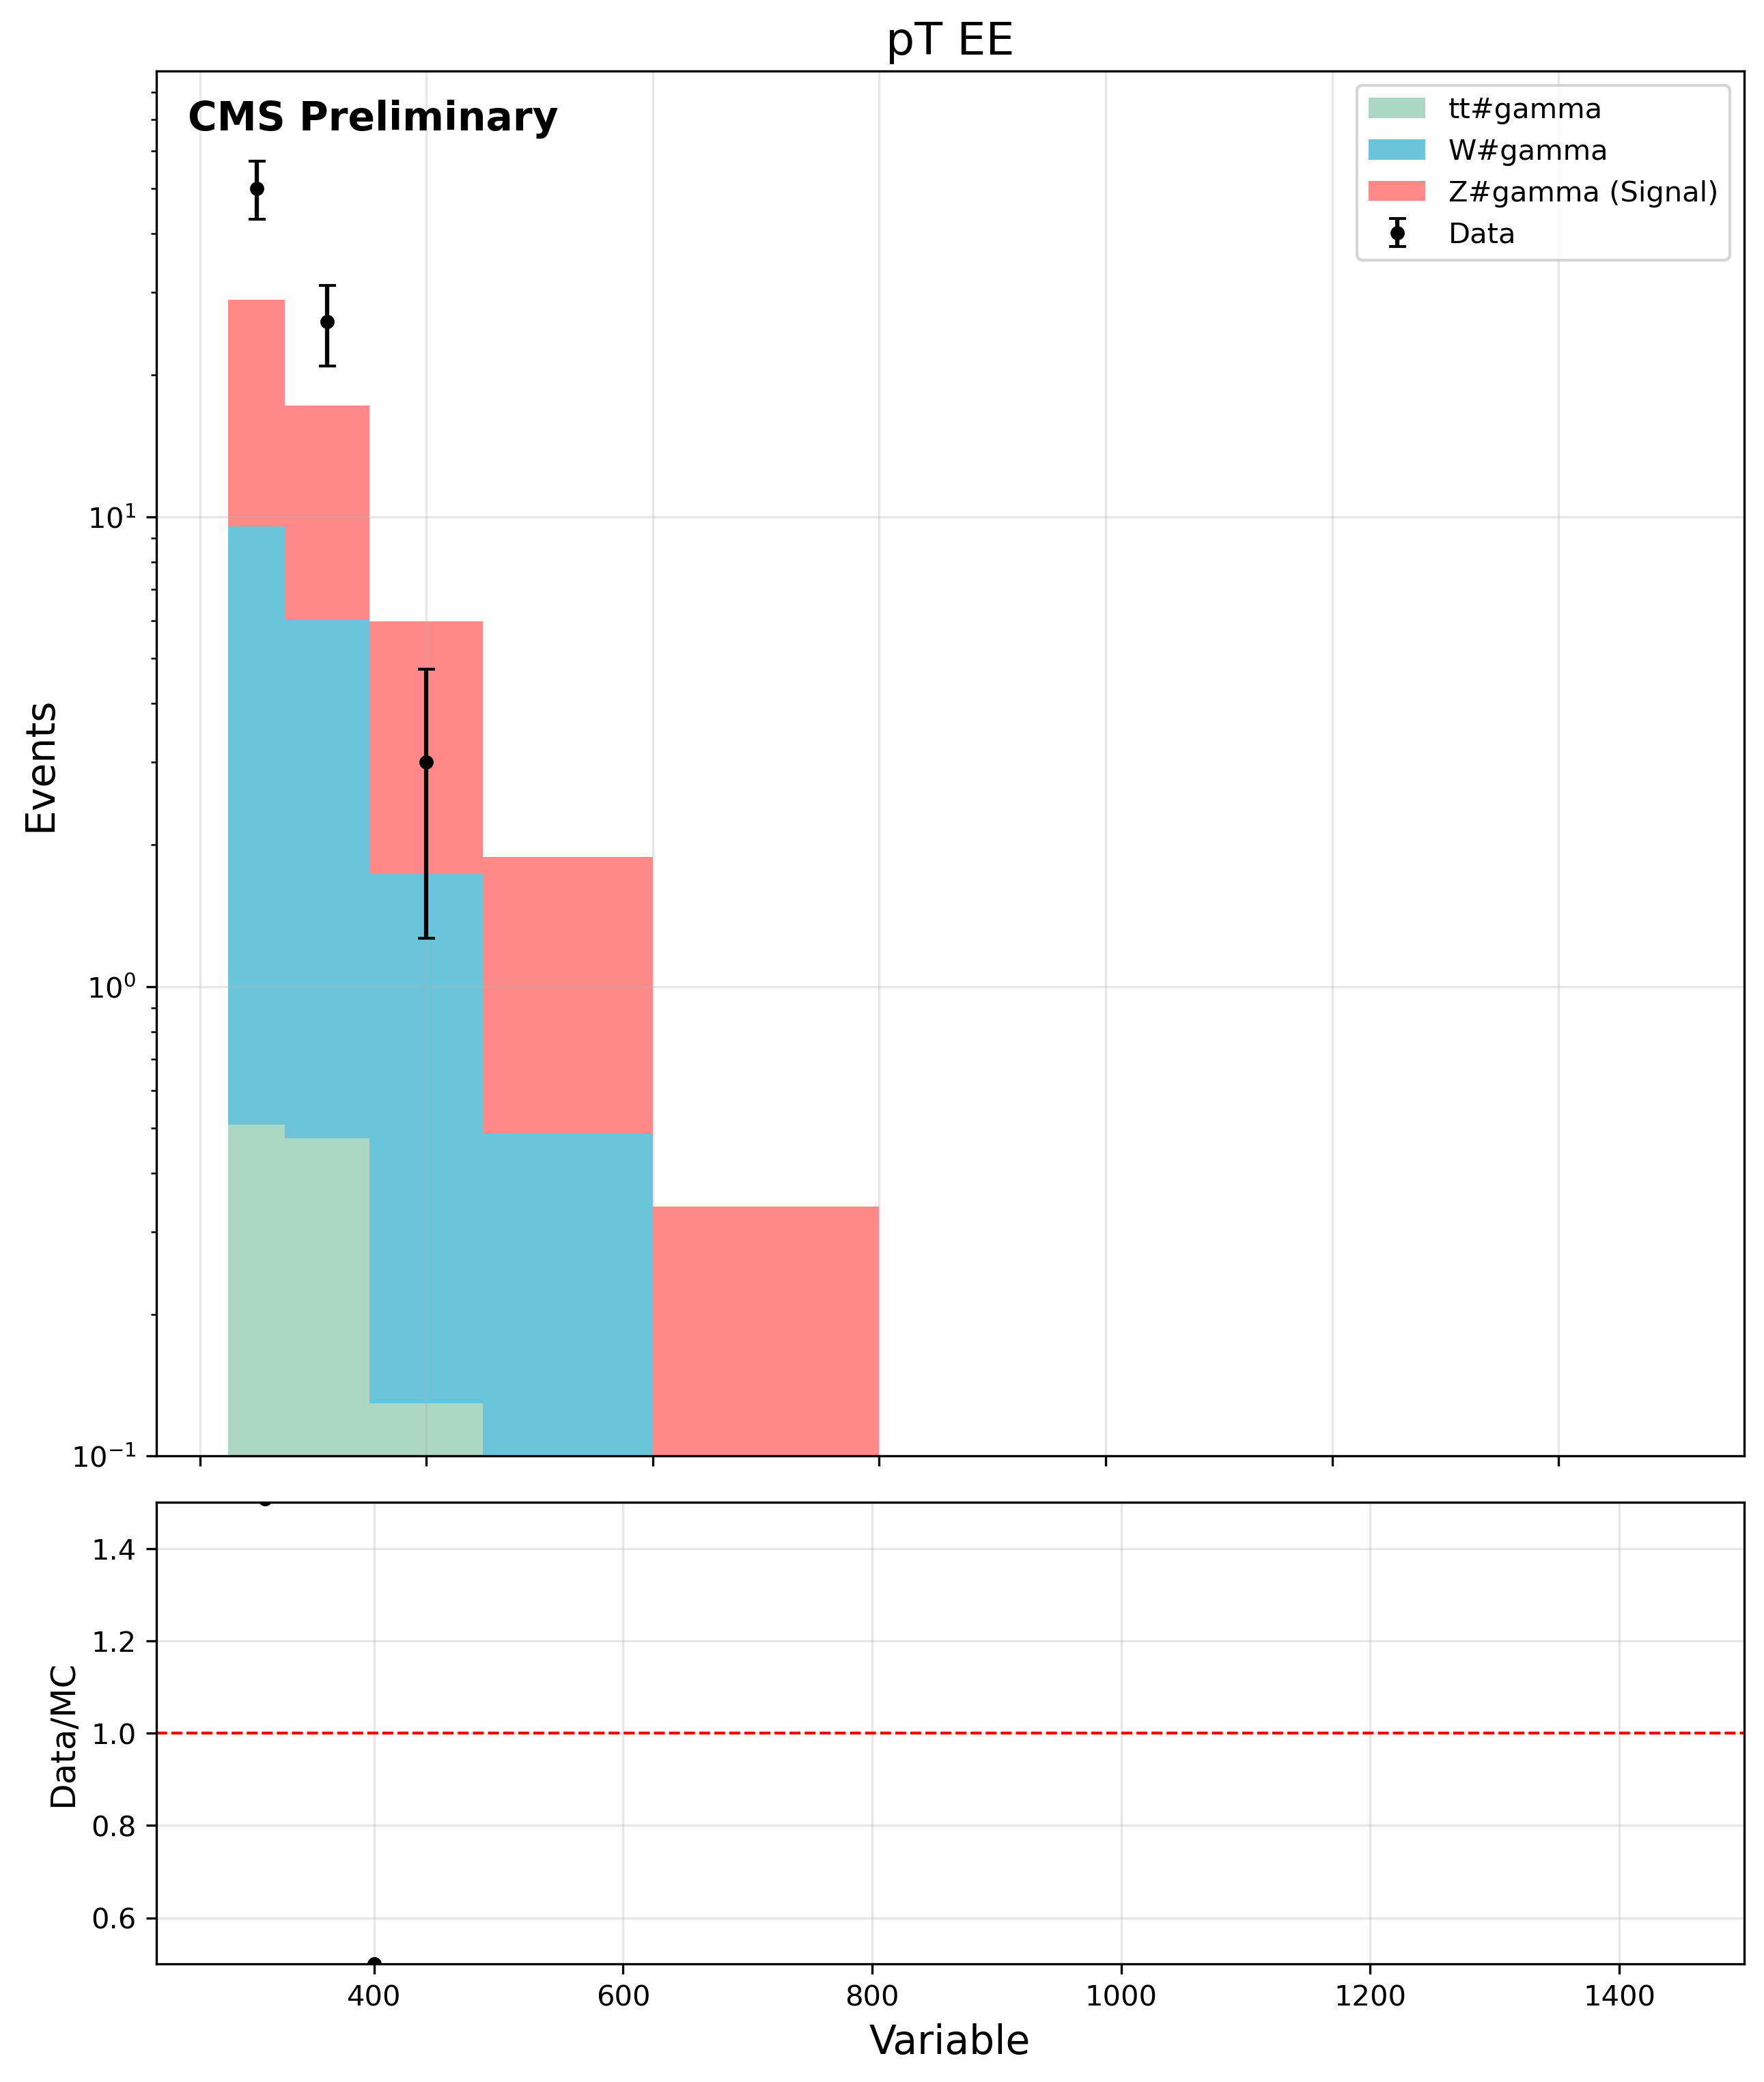 pT EE
CMS Preliminary
tt#gamma
W#gamma
Z#gamma (Signal)
Data
Events
10¹
10⁰
10⁻¹
Data/MC
1.4
1.2
1.0
0.8
0.6
400 600 800 1000 1200 1400
Variable